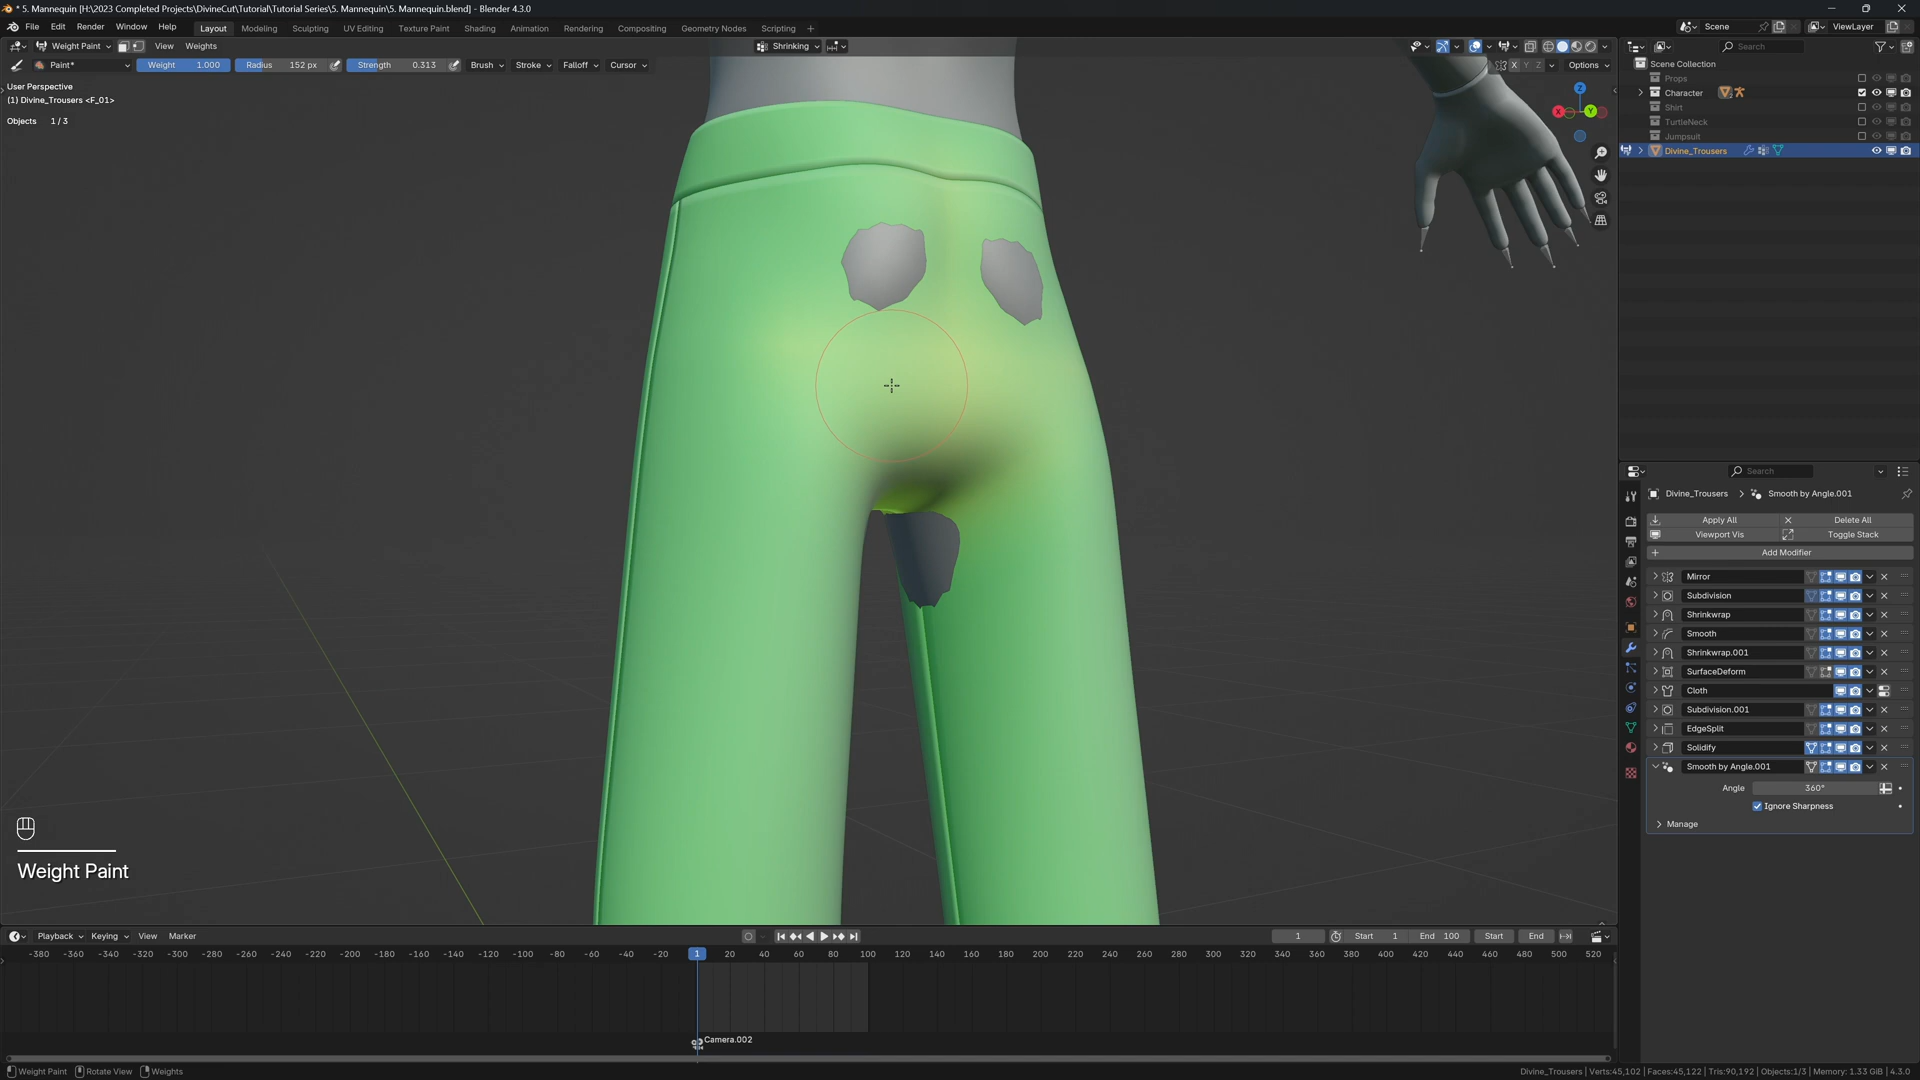 * 5. Mannequin [H:\2023 Completed Projects\DivineCut\Tutorial\Tutorial Series\5. Mannequin\5. Mannequin.blend] - Blender 4.3.0
File Edit Render Window Help Layout Modeling Sculpting UV Editing Texture Paint Shading Animation Rendering Compositing Geometry Nodes Scripting + Scene ViewLayer
Weight Paint View Weights Shrinking Search
Paint* Weight 1.000 Radius 152 px Strength 0.313 Brush Stroke Falloff Cursor X Y Z Options
Scene Collection
Props
Character
Shirt
TurtleNeck
Jumpsuit
Divine_Trousers
User Perspective
(1) Divine_Trousers <F_01>
Objects 1/3
Z
X
Y
Search
Divine_Trousers > Smooth by Angle.001
Apply All Delete All
Viewport Vis Toggle Stack
Add Modifier
Mirror
Subdivision
Shrinkwrap
Smooth
Shrinkwrap.001
SurfaceDeform
Cloth
Subdivision.001
EdgeSplit
Solidify
Smooth by Angle.001
Angle 360°
Ignore Sharpness
Manage
Weight Paint
Playback Keying View Marker 1 Start 1 End 100 Start End
-380 -360 -340 -320 -300 -280 -260 -240 -220 -200 -180 -160 -140 -120 -100 -80 -60 -40 -20 1 20 40 60 80 100 120 140 160 180 200 220 240 260 280 300 320 340 360 380 400 420 440 460 480 500 520
Camera.002
Weight Paint Rotate View Weights
Divine_Trousers | Verts:45,102 | Faces:45,122 | Tris:90,192 | Objects:1/3 | Memory: 1.33 GiB | 4.3.0